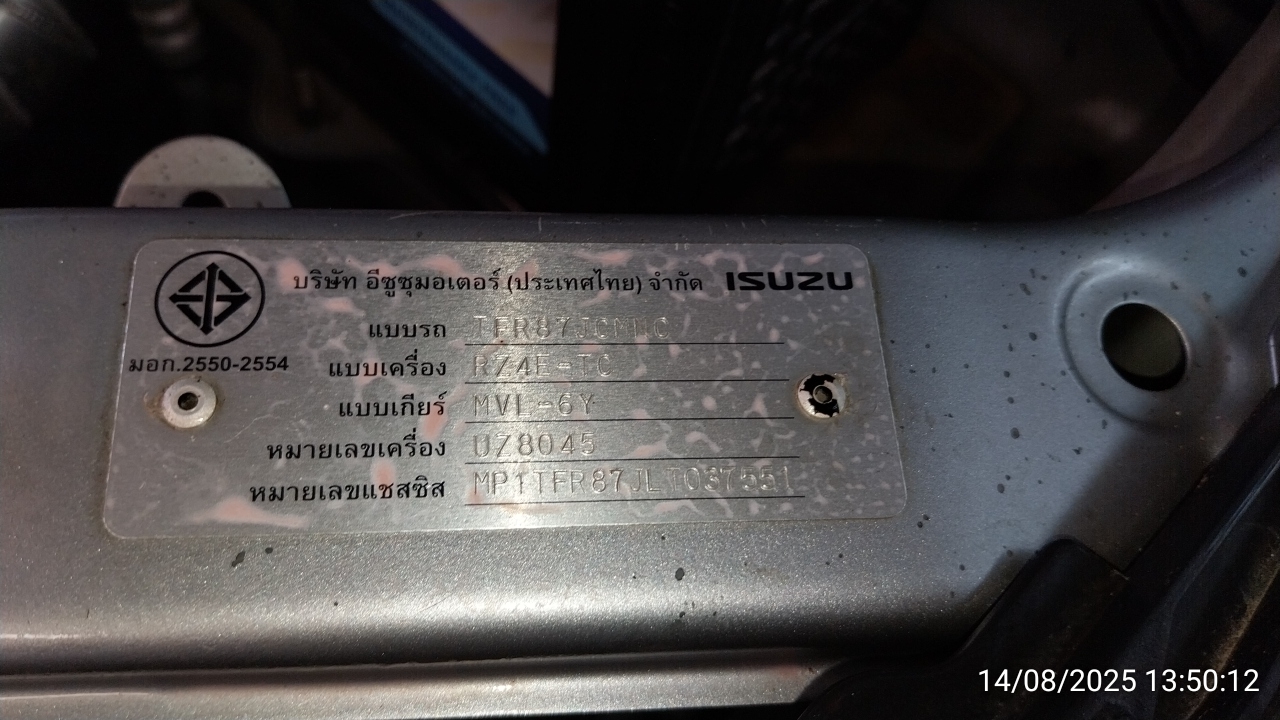 บริษัท อีซูซุมอเตอร์ (ประเทศไทย) จำกัด ISUZU
มอก.2550-2554
แบบรถ
แบบเครื่อง RZ4E-TC
แบบเกียร์ MVL-6Y
หมายเลขเครื่อง UZ8045
หมายเลขแชสซิส MP1TFR87JLT037551
14/08/2025 13:50:12